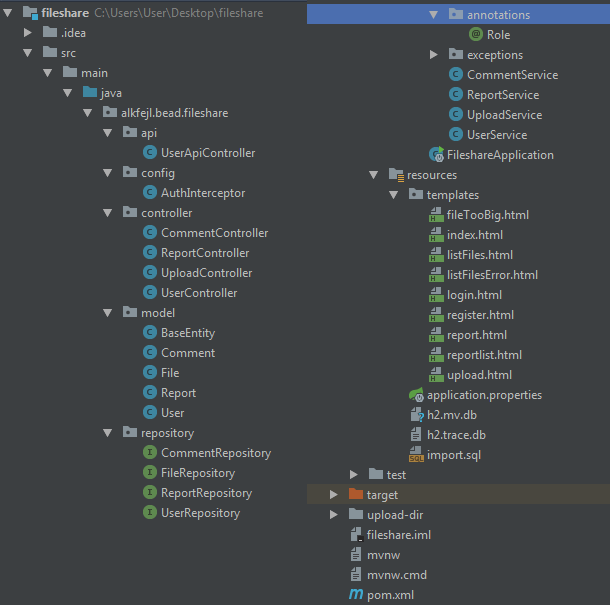 fileshare C:\Users\User\Desktop\fileshare
.idea
src
main
java
alkfejl.bead.fileshare
api
UserApiController
config
AuthInterceptor
controller
CommentController
ReportController
UploadController
UserController
model
BaseEntity
Comment
File
Report
User
repository
CommentRepository
FileRepository
ReportRepository
UserRepository
annotations
Role
exceptions
CommentService
ReportService
UploadService
UserService
FileshareApplication
resources
templates
fileTooBig.html
index.html
listFiles.html
listFilesError.html
login.html
register.html
report.html
reportlist.html
upload.html
application.properties
h2.mv.db
h2.trace.db
import.sql
test
target
upload-dir
fileshare.iml
mvnw
mvnw.cmd
pom.xml